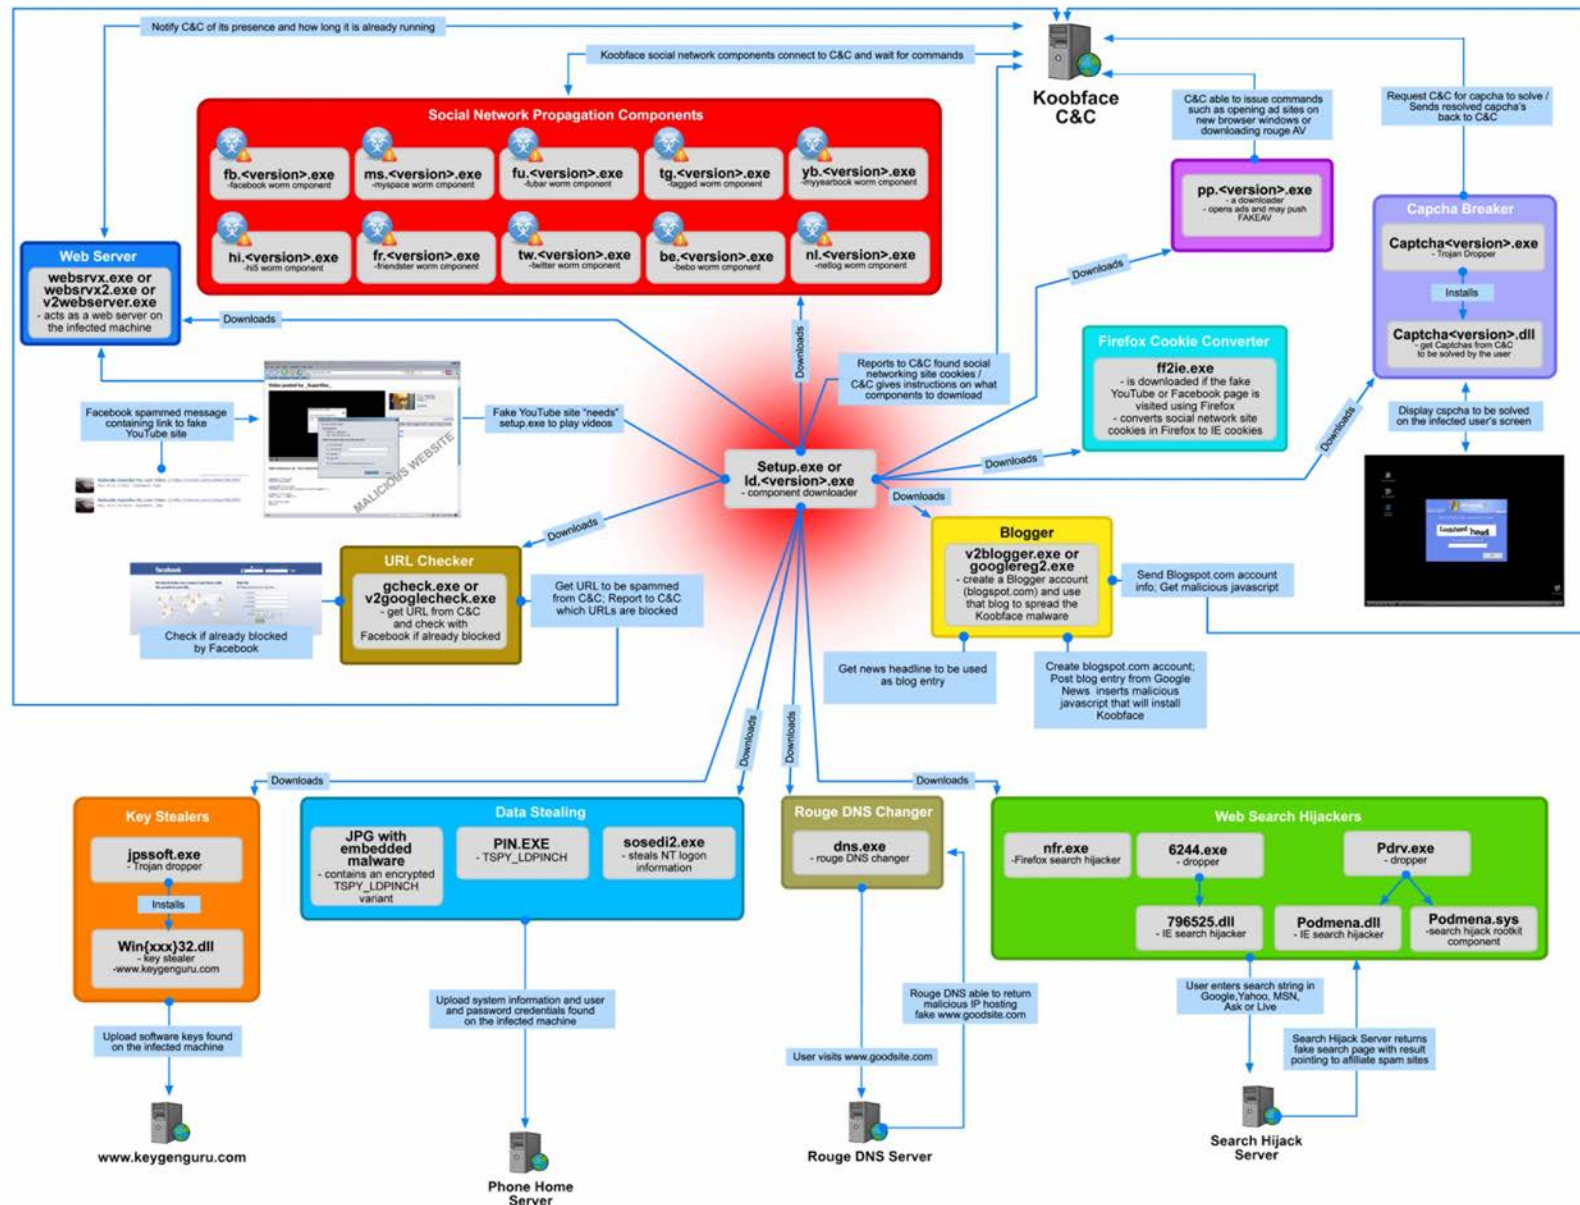 Notify C&C of its presence and how long it is already running
Koobface social network components connect to C&C and wait for commands
Koobface
C&C
C&C able to issue commands
such as opening ad sites on
new browser windows or
downloading rouge AV
Request C&C for capcha to solve /
Sends resolved capcha's
back to C&C
Social Network Propagation Components
fb.<version>.exe
-facebook worm cmponent
ms.<version>.exe
-myspace worm cmponent
fu.<version>.exe
-fubar worm cmponent
tg.<version>.exe
-tagged worm cmponent
yb.<version>.exe
-myyearbook worm cmponent
hi.<version>.exe
-hi5 worm cmponent
fr.<version>.exe
-friendster worm cmponent
tw.<version>.exe
-twitter worm cmponent
be.<version>.exe
-bebo worm cmponent
nl.<version>.exe
-netlog worm cmponent
pp.<version>.exe
- a downloader
- opens ads and may push
FAKEAV
Capcha Breaker
Captcha<version>.exe
- Trojan Dropper
Installs
Captcha<version>.dll
- get Captchas from C&C
to be solved by the user
Web Server
websrvx.exe or
websrvx2.exe or
v2webserver.exe
- acts as a web server on
the infected machine
Downloads
Downloads
Downloads
Reports to C&C found social
networking site cookies /
C&C gives instructions on what
components to download
Firefox Cookie Converter
ff2ie.exe
- is downloaded if the fake
YouTube or Facebook page is
visited using Firefox
- converts social network site
cookies in Firefox to IE cookies
Downloads
Downloads
Display cspcha to be solved
on the infected user's screen
Facebook spammed message
containing link to fake
YouTube site
Video posted by
MALICIOUS WEBSITE
Fake YouTube site "needs"
setup.exe to play videos
Setup.exe or
ld.<version>.exe
- component downloader
Downloads
Downloads
URL Checker
gcheck.exe or
v2googlecheck.exe
- get URL from C&C
and check with
Facebook if already blocked
facebook
Check if already blocked
by Facebook
Get URL to be spammed
from C&C; Report to C&C
which URLs are blocked
Blogger
v2blogger.exe or
googlereg2.exe
- create a Blogger account
(blogspot.com) and use
that blog to spread the
Koobface malware
Send Blogspot.com account
info; Get malicious javascript
Get news headline to be used
as blog entry
Create blogspot.com account;
Post blog entry from Google
News inserts malicious
javascript that will install
Koobface
Downloads
Downloads
Downloads
Downloads
Key Stealers
jpssoft.exe
- Trojan dropper
Installs
Win{xxx}32.dll
- key stealer
-www.keygenguru.com
Upload software keys found
on the infected machine
www.keygenguru.com
Data Stealing
JPG with
embedded
malware
- contains an encrypted
TSPY_LDPINCH
variant
PIN.EXE
- TSPY_LDPINCH
sosedi2.exe
- steals NT logon
information
Upload system information and user
and password credentials found
on the infected machine
Phone Home
Server
Rouge DNS Changer
dns.exe
- rouge DNS changer
Rouge DNS able to return
malicious IP hosting
fake www.goodsite.com
User visits www.goodsite.com
Rouge DNS Server
Web Search Hijackers
nfr.exe
-Firefox search hijacker
6244.exe
- dropper
Pdrv.exe
- dropper
796525.dll
- IE search hijacker
Podmena.dll
- IE search hijacker
Podmena.sys
-search hijack rootkit
component
User enters search string in
Google,Yahoo, MSN,
Ask or Live
Search Hijack Server returns
fake search page with result
pointing to afilliate spam sites
Search Hijack
Server